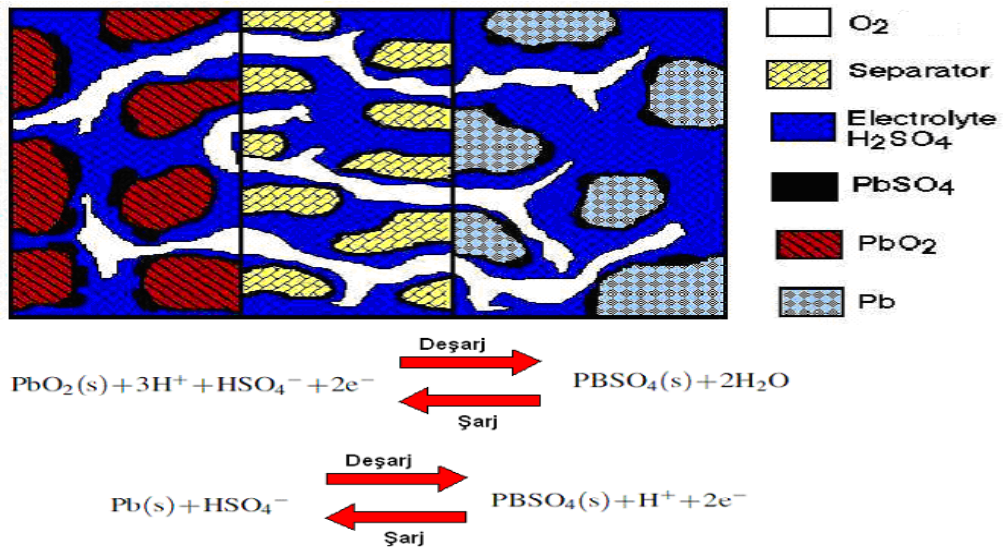 O₂
Separator
Electrolyte
H₂SO₄
PbSO₄
PbO₂
Pb
Deşarj
PbO₂(s)+3H⁺+HSO₄⁻+2e⁻ PBSO₄(s)+2H₂O
Şarj
Deşarj
Pb(s)+HSO₄⁻ PBSO₄(s)+H⁺+2e⁻
Şarj